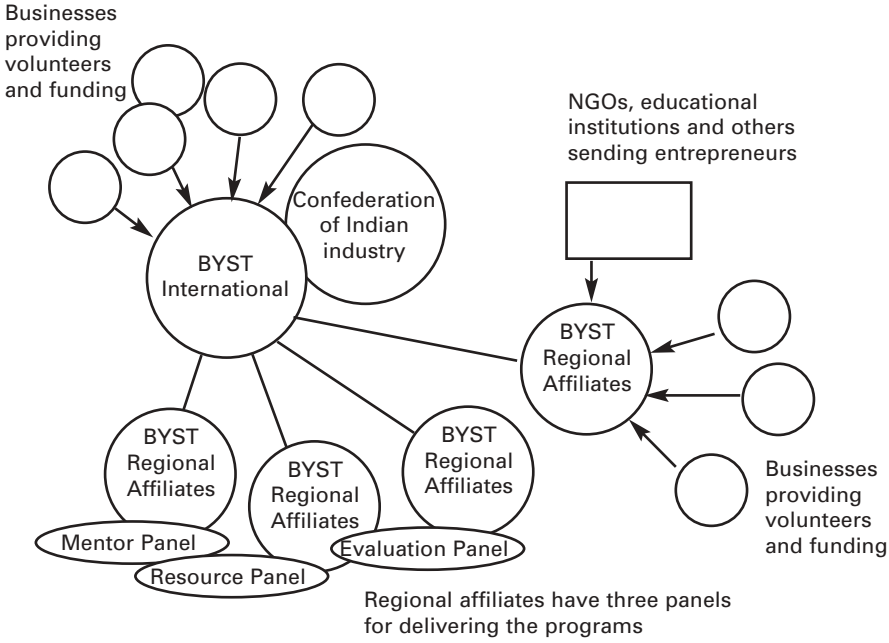 Businesses
providing
volunteers
and funding
NGOs, educational
institutions and others
sending entrepreneurs
Confederation
of Indian
industry
BYST
International
BYST
Regional
Affiliates
BYST
Regional
Affiliates
BYST
Regional
Affiliates
BYST
Regional
Affiliates
Mentor Panel
Resource Panel
Evaluation Panel
Businesses
providing
volunteers
and funding
Regional affiliates have three panels
for delivering the programs